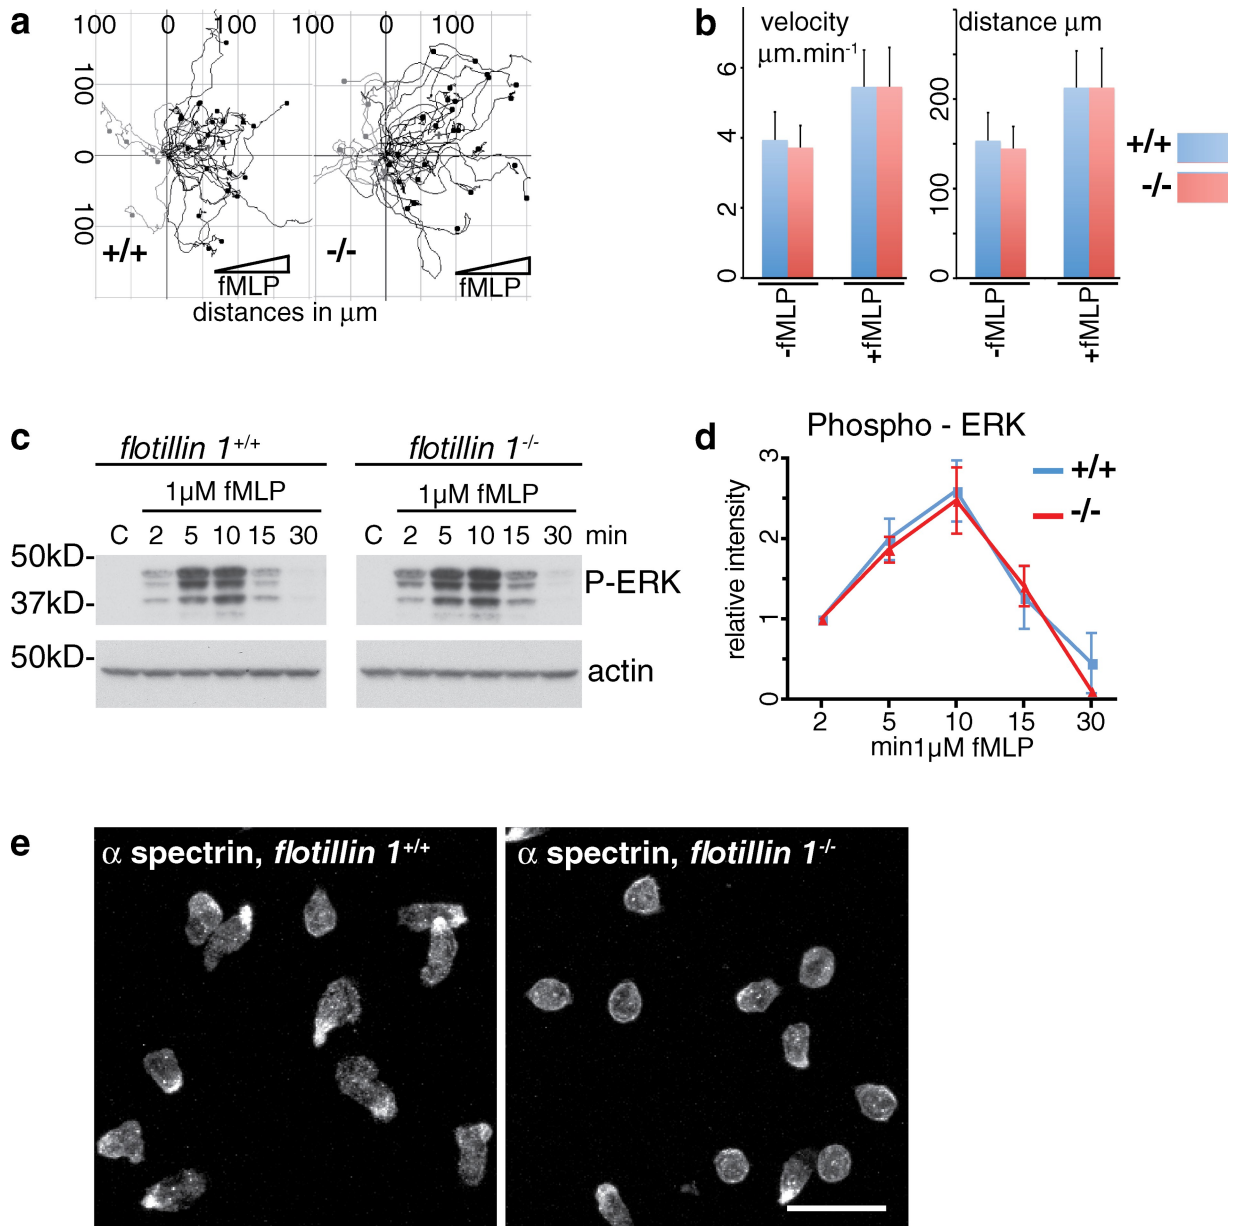 a
100 0 100 100 0 100
100
0
100
+/+
-/-
fMLP
fMLP
distances in µm
b
velocity
µm.min-1
distance µm
6
4
2
0
200
100
0
-fMLP
+fMLP
-fMLP
+fMLP
+/+
-/-
c
flotillin 1+/+
flotillin 1-/-
1µM fMLP
1µM fMLP
C 2 5 10 15 30
C 2 5 10 15 30 min
50kD-
37kD-
P-ERK
50kD-
actin
d
Phospho - ERK
+/+
-/-
relative intensity
3
2
1
0
2 5 10 15 30
min1µM fMLP
e
α spectrin, flotillin 1+/+
α spectrin, flotillin 1-/-